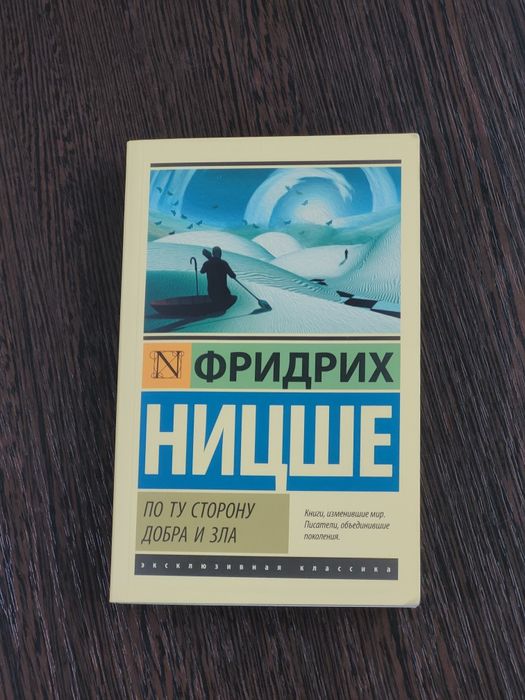 N ФРИДРИХ
НИЦШЕ
ПО ТУ СТОРОНУ
ДОБРА И ЗЛА
Книги, изменившие мир.
Писатели, объединившие
поколения.
эксклюзивная классика